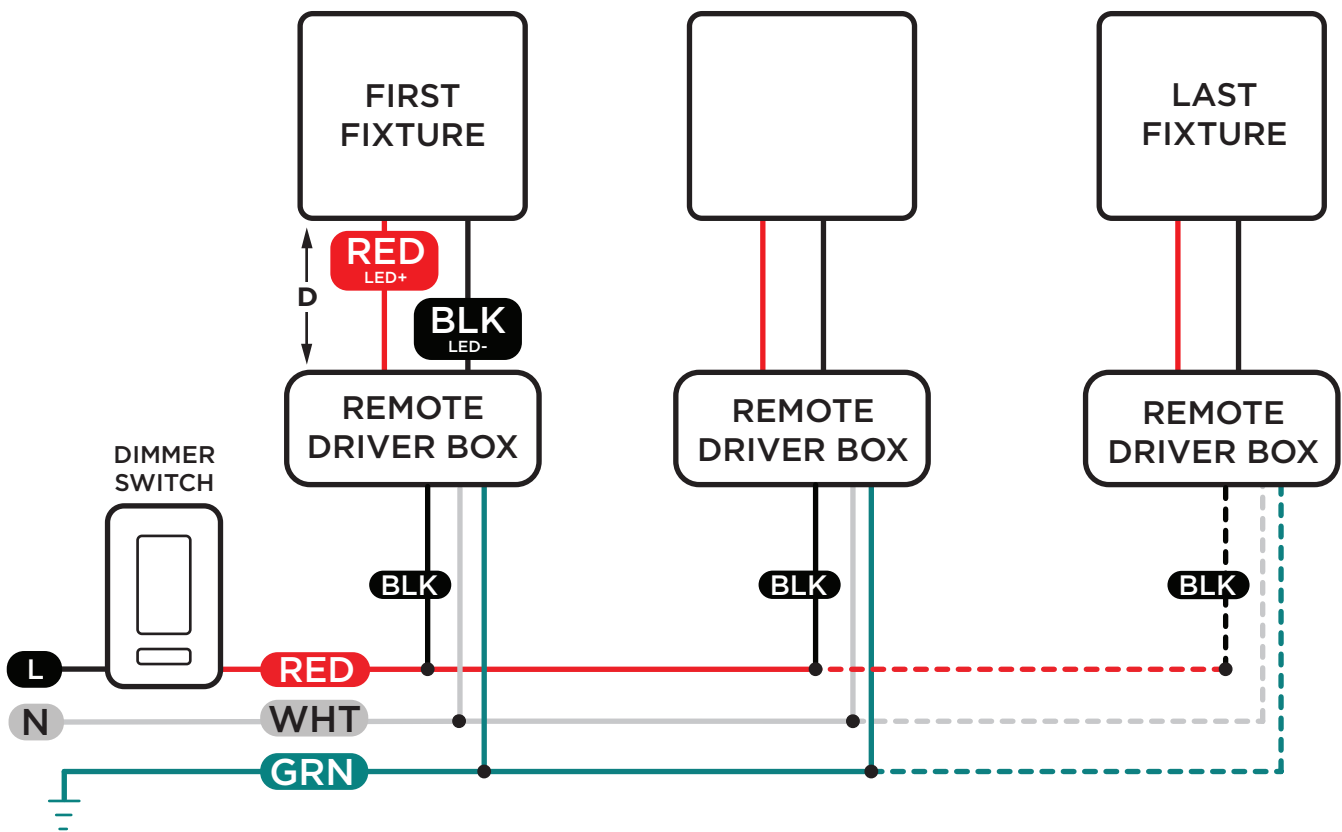 FIRST
FIXTURE
LAST
FIXTURE
RED
LED+
D
BLK
LED-
REMOTE
DRIVER BOX
REMOTE
DRIVER BOX
REMOTE
DRIVER BOX
DIMMER
SWITCH
BLK
BLK
BLK
L
RED
N
WHT
GRN